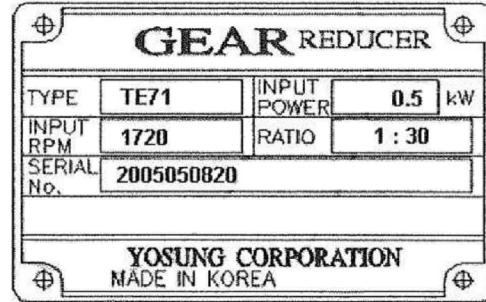 GEAR REDUCER
TYPE TE71 INPUT POWER 0.5 kW
INPUT RPM 1720 RATIO 1 : 30
SERIAL No. 2005050820
YOSUNG CORPORATION
MADE IN KOREA